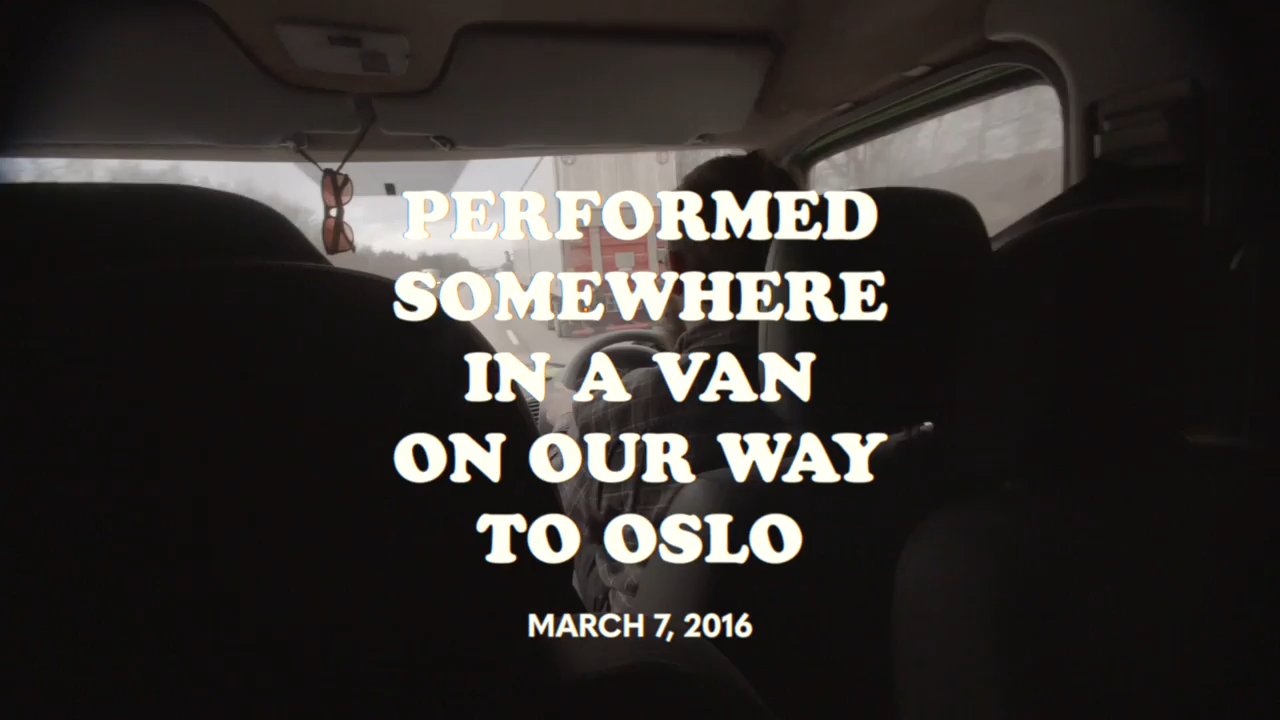 PERFORMED
SOMEWHERE
IN A VAN
ON OUR WAY
TO OSLO
MARCH 7, 2016